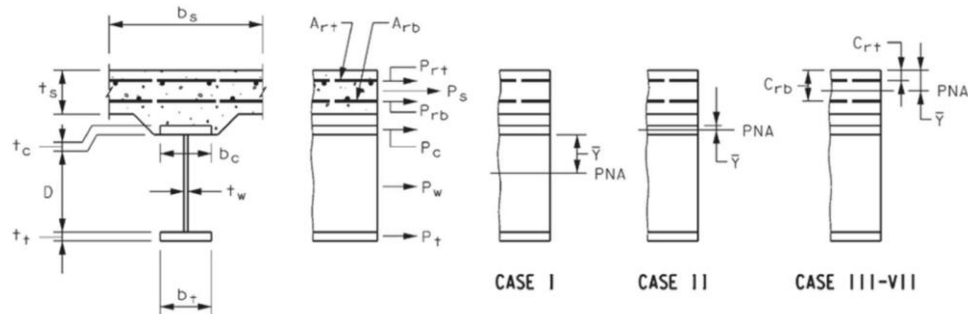 b_s
A_rt
A_rb
t_s
P_rt
P_s
P_rb
P_c
t_c
b_c
D
t_w
P_w
t_t
P_t
b_t
Ȳ
PNA
CASE I
PNA
Ȳ
CASE II
C_rt
C_rb
PNA
Ȳ
CASE III-VII